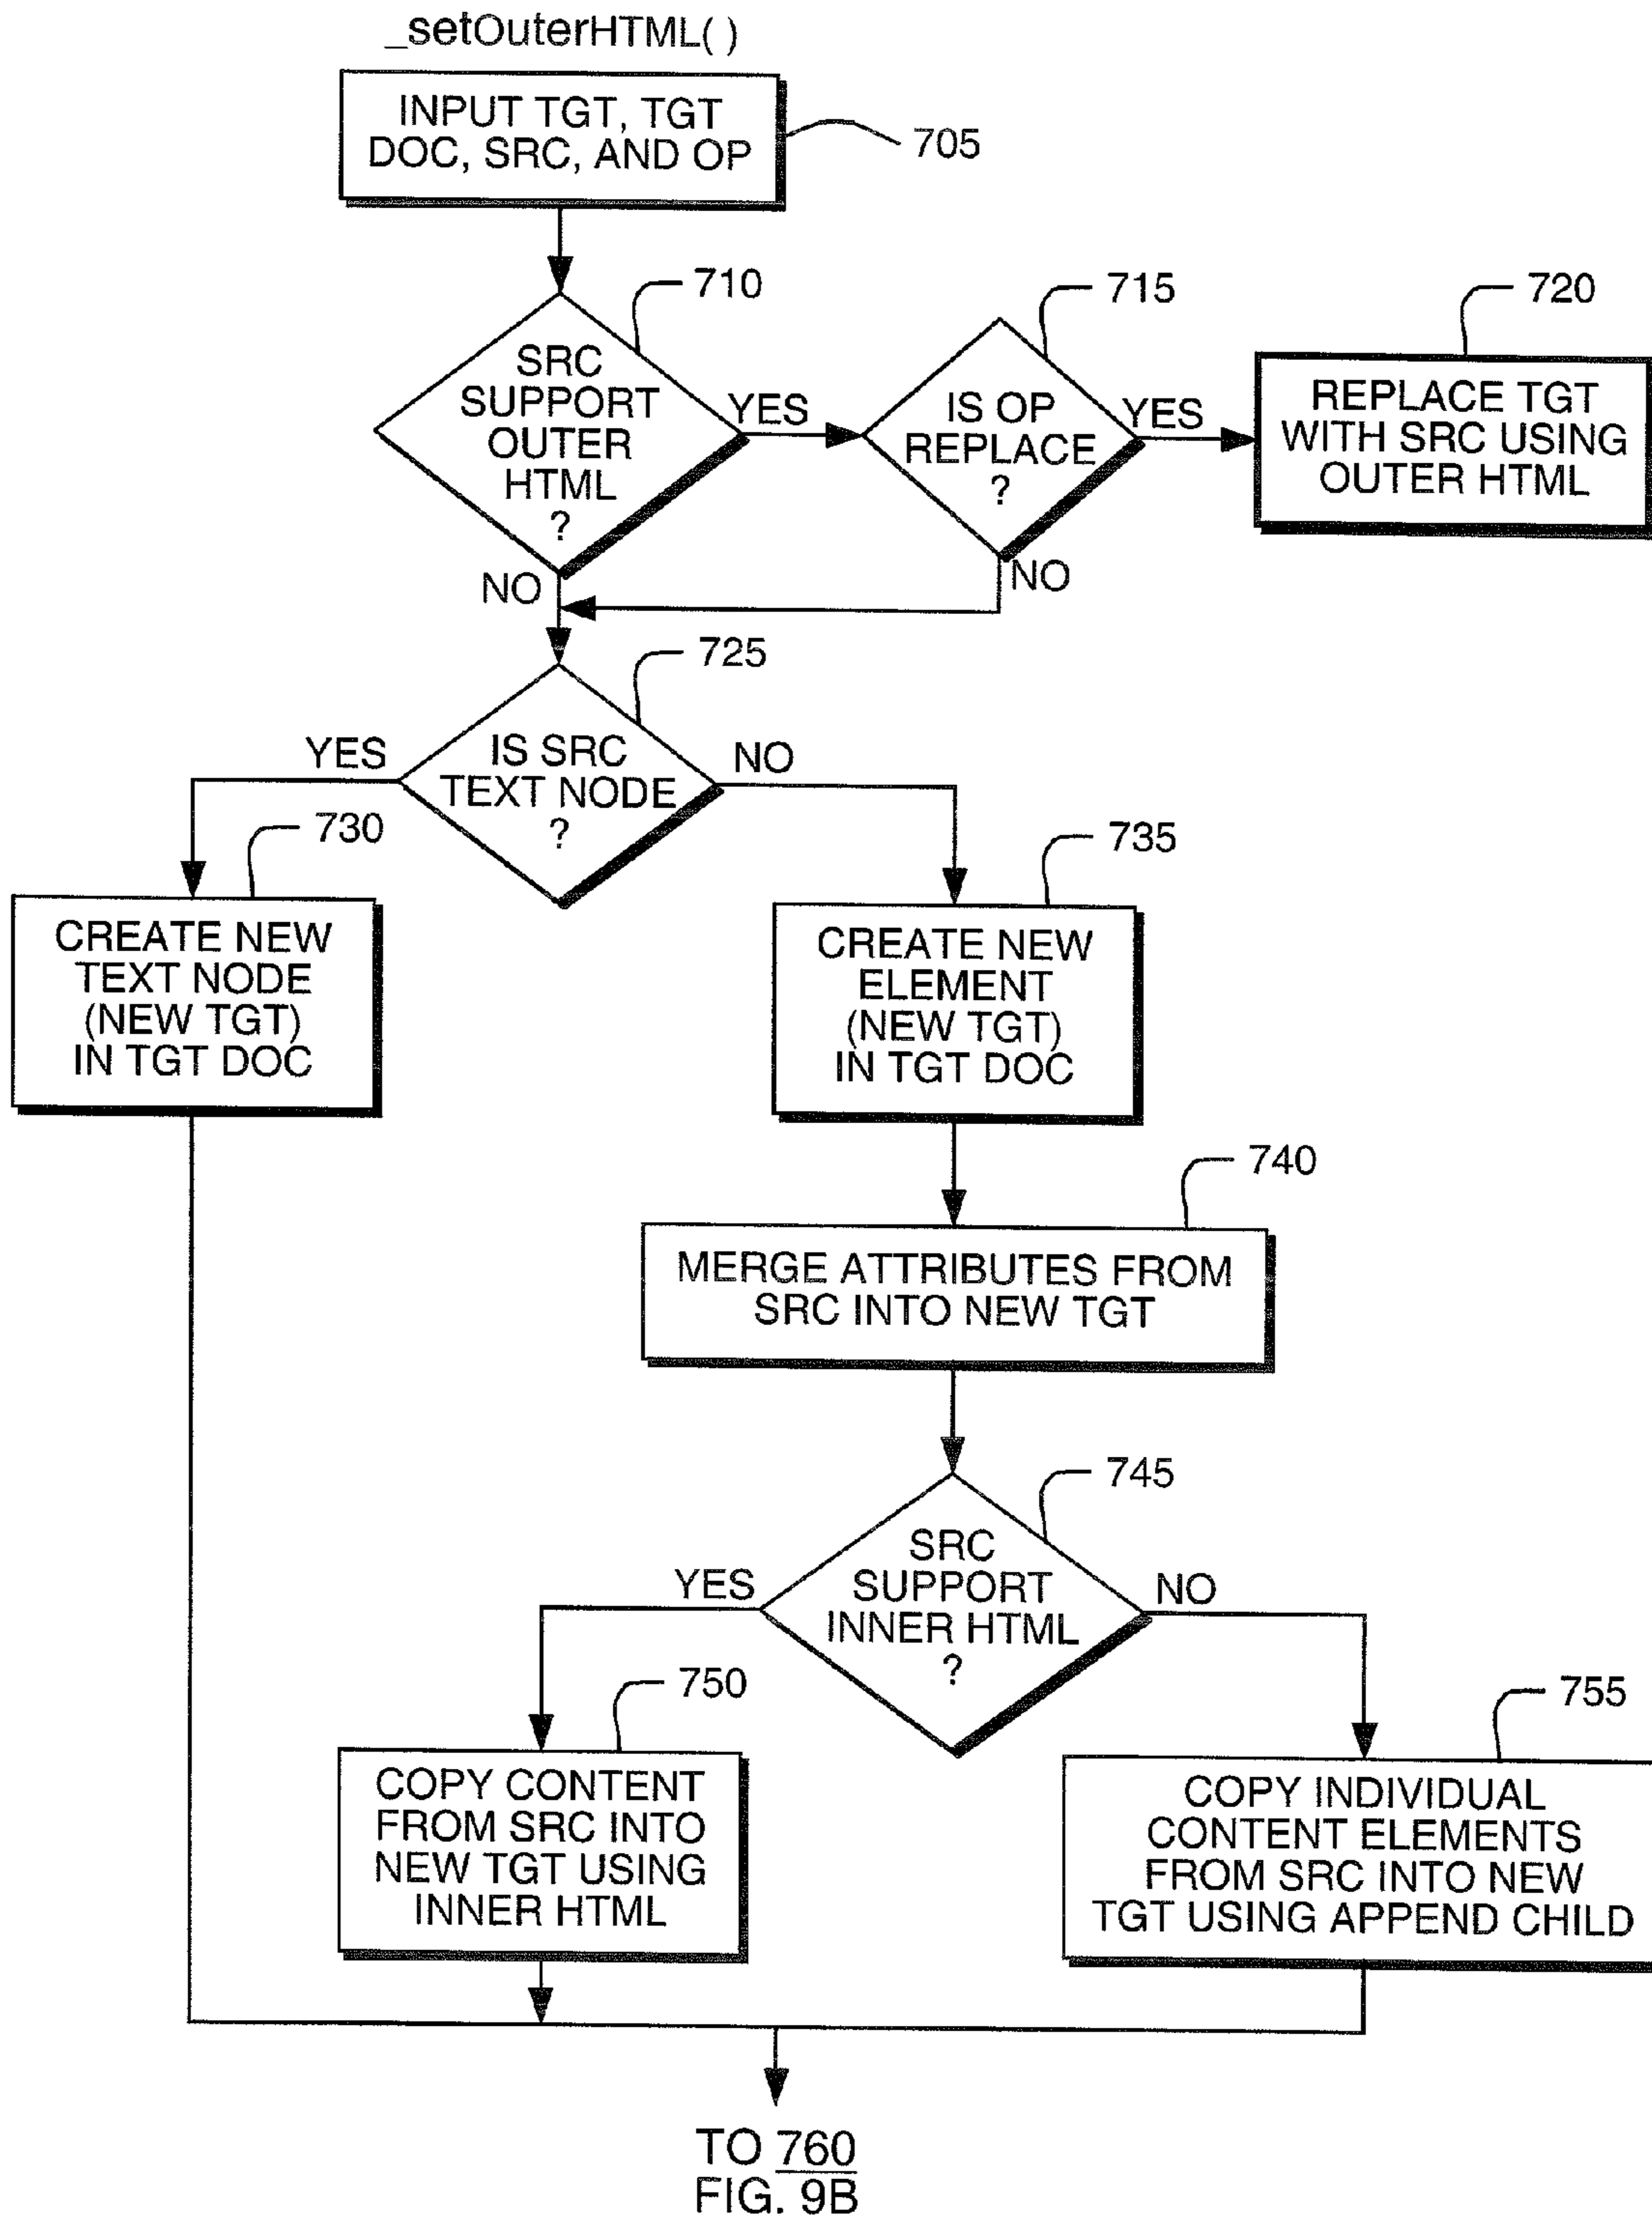 _setOuterHTML( )
INPUT TGT, TGT
DOC, SRC, AND OP
705
710
SRC
SUPPORT
OUTER
HTML
?
YES
NO
715
IS OP
REPLACE
?
YES
NO
720
REPLACE TGT
WITH SRC USING
OUTER HTML
725
IS SRC
TEXT NODE
?
YES
NO
730
CREATE NEW
TEXT NODE
(NEW TGT)
IN TGT DOC
735
CREATE NEW
ELEMENT
(NEW TGT)
IN TGT DOC
740
MERGE ATTRIBUTES FROM
SRC INTO NEW TGT
745
SRC
SUPPORT
INNER HTML
?
YES
NO
750
COPY CONTENT
FROM SRC INTO
NEW TGT USING
INNER HTML
755
COPY INDIVIDUAL
CONTENT ELEMENTS
FROM SRC INTO NEW
TGT USING APPEND CHILD
TO 760
FIG. 9B